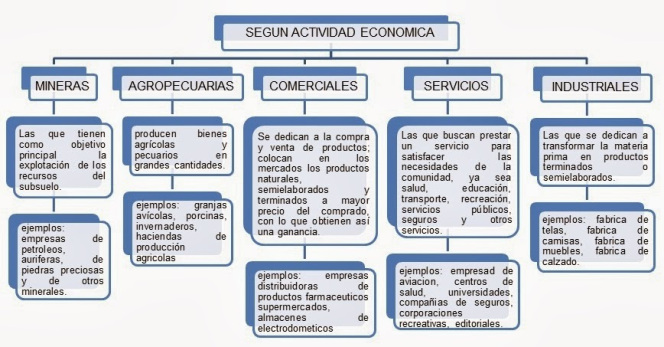 SEGUN ACTIVIDAD ECONOMICA
MINERAS
Las que tienen
como objetivo
principal la
explotación de los
recursos del
subsuelo.
ejemplos:
empresas de
petroleos,
auriferas, de
piedras preciosas
y de otros
minerales.
AGROPECUARIAS
producen bienes
agrícolas y
pecuarios en
grandes cantidades.
ejemplos: granjas
avícolas, porcinas,
invernaderos,
haciendas de
producción
agricolas
COMERCIALES
Se dedican a la compra
y venta de productos;
colocan en los
mercados los productos
naturales,
semielaborados y
terminados a mayor
precio del comprado,
con lo que obtienen así
una ganancia.
ejemplos: empresas
distribuidoras de
productos farmaceuticos
supermercados,
almacenes de
electrodometicos
SERVICIOS
Las que buscan prestar
un servicio para
satisfacer las
necesidades de la
comunidad, ya sea
salud, educación,
transporte, recreación,
servicios públicos,
seguros y otros
servicios.
ejemplos: empresad de
aviacion, centros de
salud, universidades,
compañias de seguros,
corporaciones
recreativas, editoriales.
INDUSTRIALES
Las que se dedican a
transformar la materia
prima en productos
terminados o
semielaborados.
ejemplos: fabrica de
telas, fabrica de
camisas, fabrica de
muebles, fabrica de
calzado.